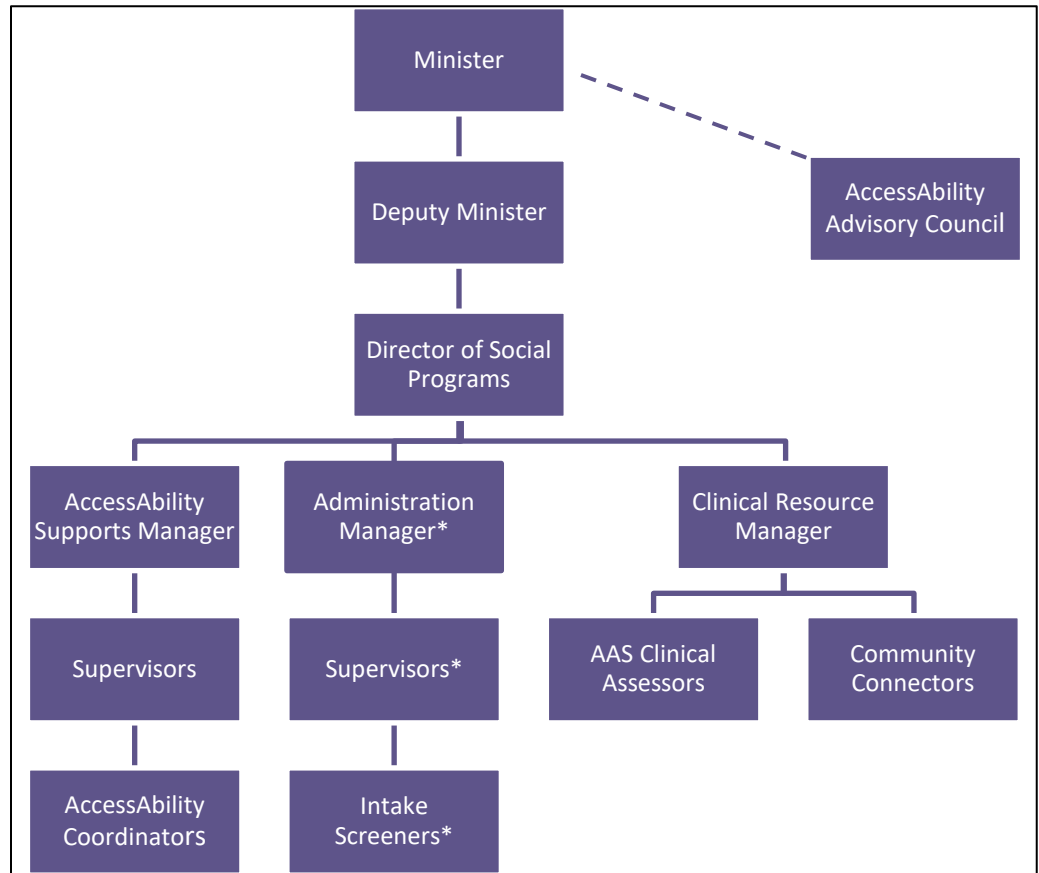 Minister
AccessAbility
Advisory Council
Deputy Minister
Director of Social
Programs
AccessAbility
Supports Manager
Administration
Manager*
Clinical Resource
Manager
Supervisors
Supervisors*
AAS Clinical
Assessors
Community
Connectors
AccessAbility
Coordinators
Intake
Screeners*